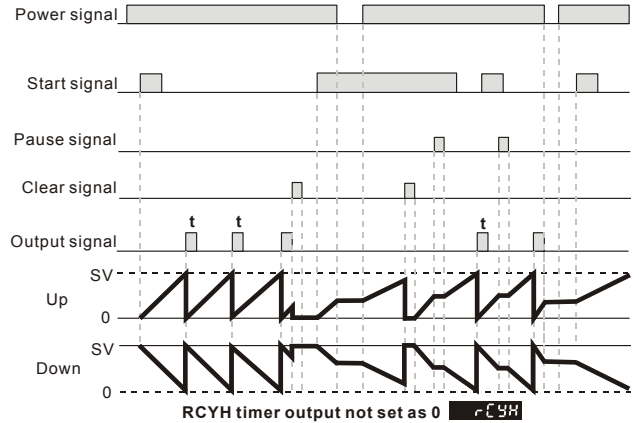 Power signal
Start signal
Pause signal
Clear signal
t
t
t
Output signal
SV
Up
0
SV
Down
0
RCYH timer output not set as 0 rCYH